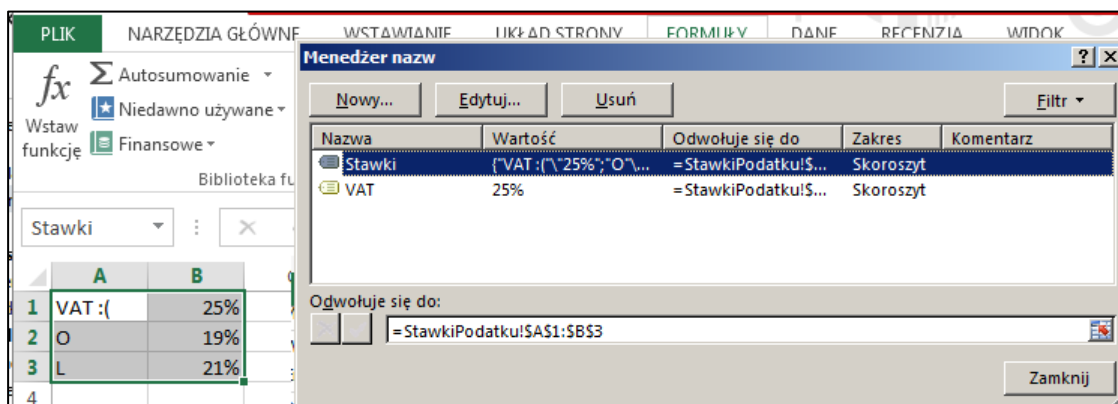 PLIK NARZĘDZIA GŁÓWNE WSTAWIANIE UKŁAD STRONY FORMUŁY DANE RECENZJA WIDOK
Menedżer nazw
fx Wstaw funkcję
Autosumowanie
Niedawno używane
Finansowe
Biblioteka fu
Nowy... Edytuj... Usuń Filtr
Nazwa Wartość Odwołuje się do Zakres Komentarz
Stawki {"VAT :("\"25%";"O"\... =StawkiPodatku!$... Skoroszyt
VAT 25% =StawkiPodatku!$... Skoroszyt
Stawki
A B
1 VAT :( 25%
2 O 19%
3 L 21%
4
Odwołuje się do:
=StawkiPodatku!$A$1:$B$3
Zamknij